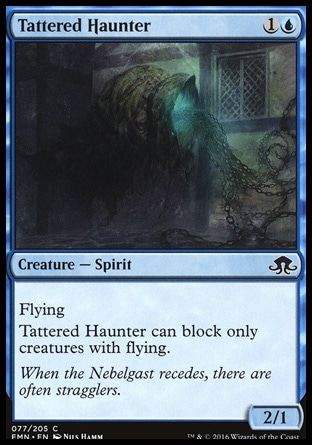 Tattered Haunter 1
Creature — Spirit
Flying
Tattered Haunter can block only
creatures with flying.
When the Nebelgast recedes, there are
often stragglers.
077/205 C
EMN • EN Nils Hamm
™ & © 2016 Wizards of the Coast
2/1